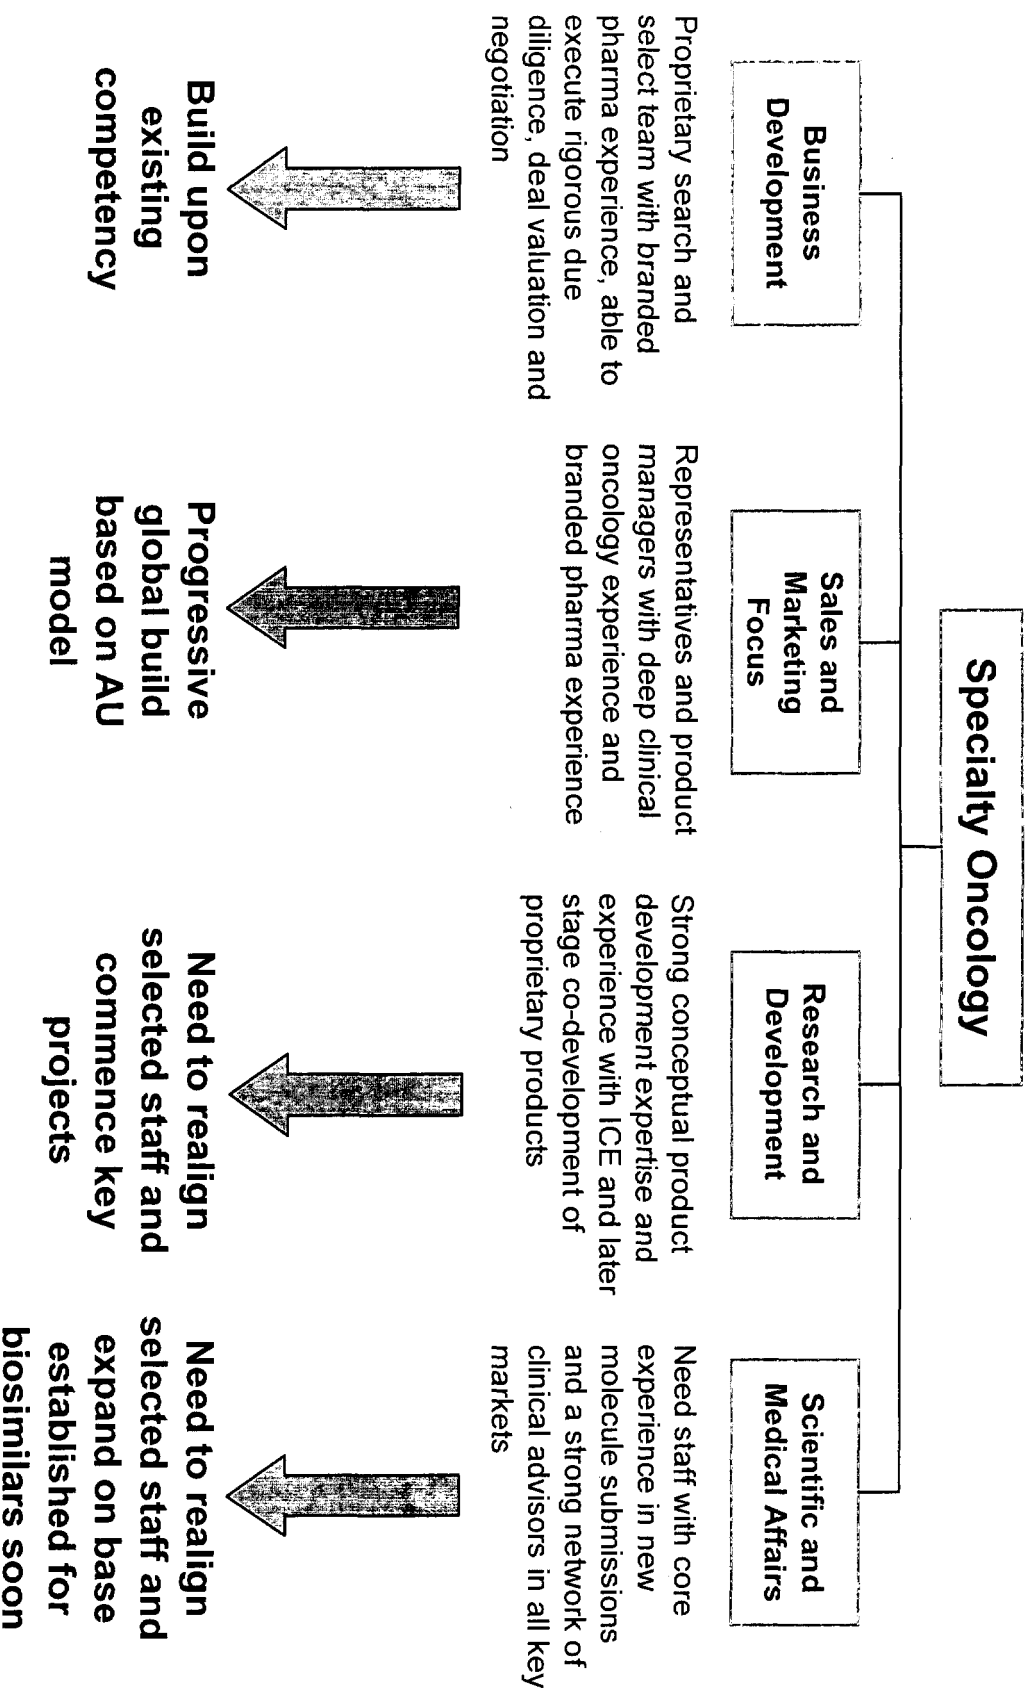 Specialty Oncology
Business
Development
Proprietary search and
select team with branded
pharma experience, able to
execute rigorous due
diligence, deal valuation and
negotiation
Build upon
existing
competency
Sales and
Marketing
Focus
Representatives and product
managers with deep clinical
oncology experience and
branded pharma experience
Progressive
global build
based on AU
model
Research and
Development
Strong conceptual product
development expertise and
experience with ICE and later
stage co-development of
proprietary products
Need to realign
selected staff and
commence key
projects
Scientific and
Medical Affairs
Need staff with core
experience in new
molecule submissions
and a strong network of
clinical advisors in all key
markets
Need to realign
selected staff and
expand on base
established for
biosimilars soon